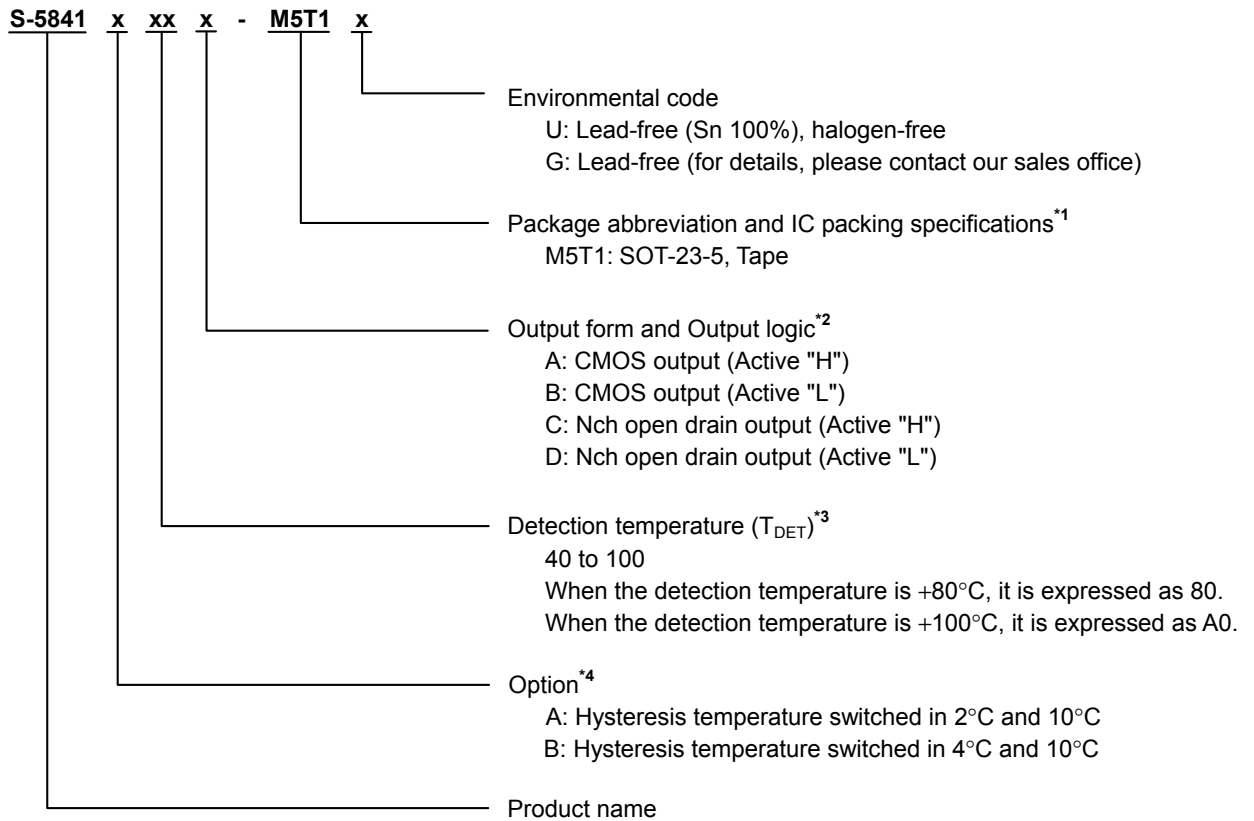 S-5841 x xx x - M5T1 x
Environmental code
U: Lead-free (Sn 100%), halogen-free
G: Lead-free (for details, please contact our sales office)
Package abbreviation and IC packing specifications*1
M5T1: SOT-23-5, Tape
Output form and Output logic*2
A: CMOS output (Active "H")
B: CMOS output (Active "L")
C: Nch open drain output (Active "H")
D: Nch open drain output (Active "L")
Detection temperature (TDET)*3
40 to 100
When the detection temperature is +80°C, it is expressed as 80.
When the detection temperature is +100°C, it is expressed as A0.
Option*4
A: Hysteresis temperature switched in 2°C and 10°C
B: Hysteresis temperature switched in 4°C and 10°C
Product name